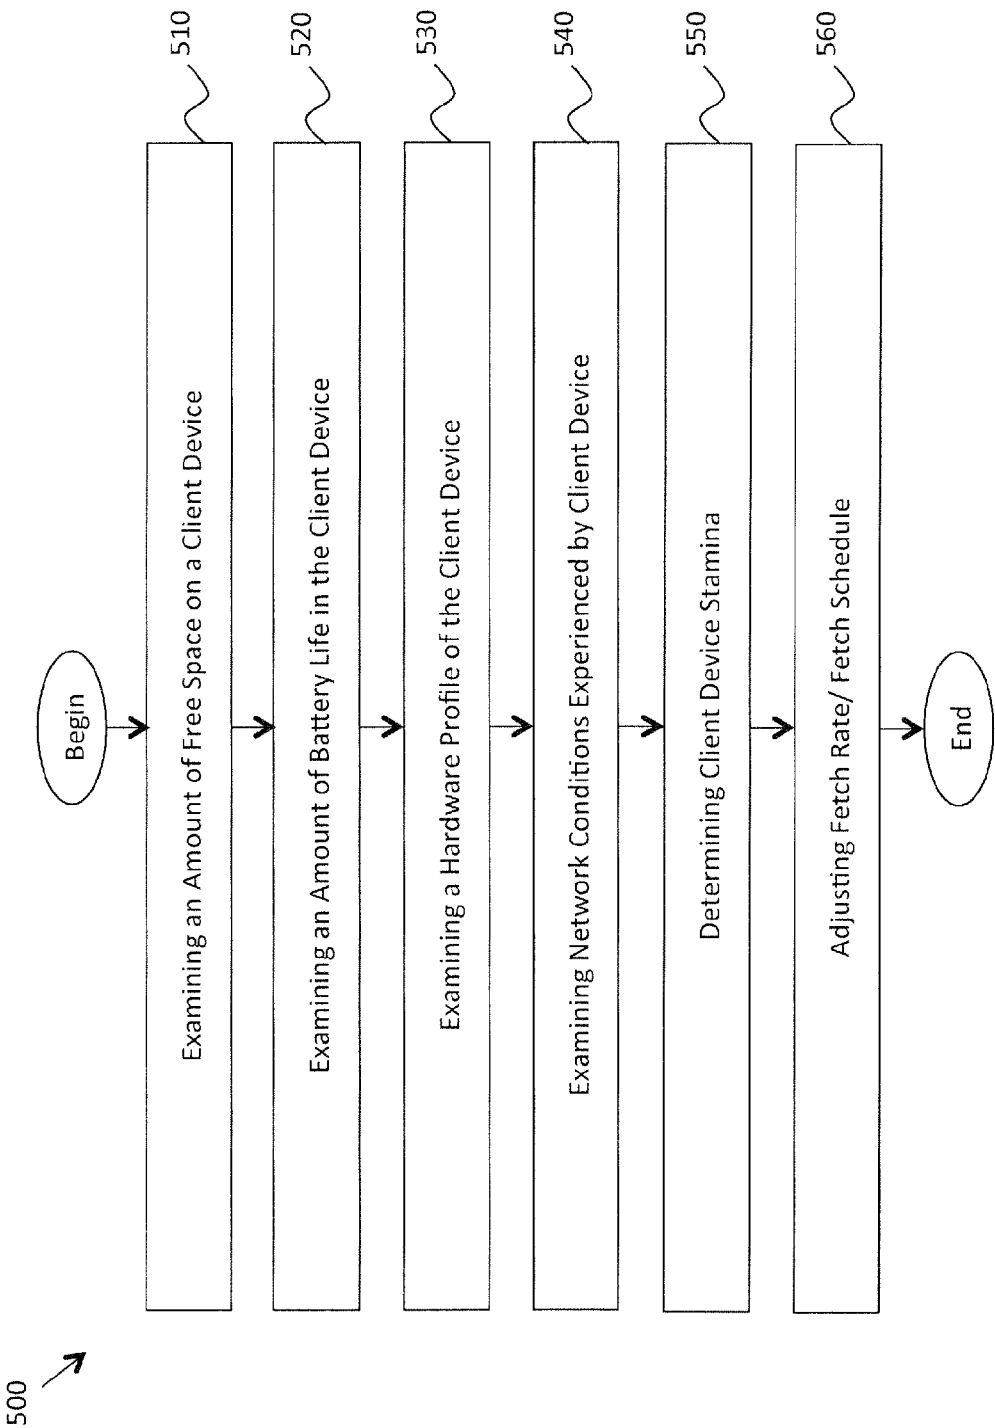 500
Begin
Examining an Amount of Free Space on a Client Device
510
Examining an Amount of Battery Life in the Client Device
520
Examining a Hardware Profile of the Client Device
530
Examining Network Conditions Experienced by Client Device
540
Determining Client Device Stamina
550
Adjusting Fetch Rate/ Fetch Schedule
560
End